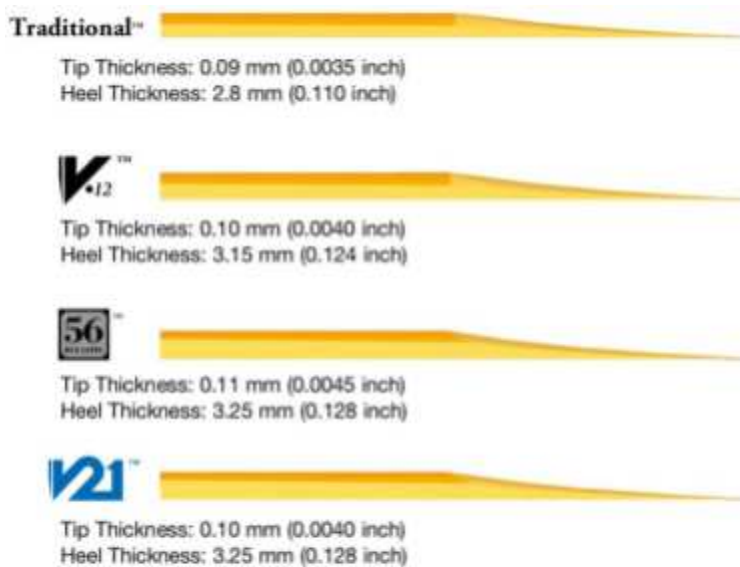 Traditional™
Tip Thickness: 0.09 mm (0.0035 inch)
Heel Thickness: 2.8 mm (0.110 inch)
V•12™
Tip Thickness: 0.10 mm (0.0040 inch)
Heel Thickness: 3.15 mm (0.124 inch)
56™
Tip Thickness: 0.11 mm (0.0045 inch)
Heel Thickness: 3.25 mm (0.128 inch)
V21™
Tip Thickness: 0.10 mm (0.0040 inch)
Heel Thickness: 3.25 mm (0.128 inch)